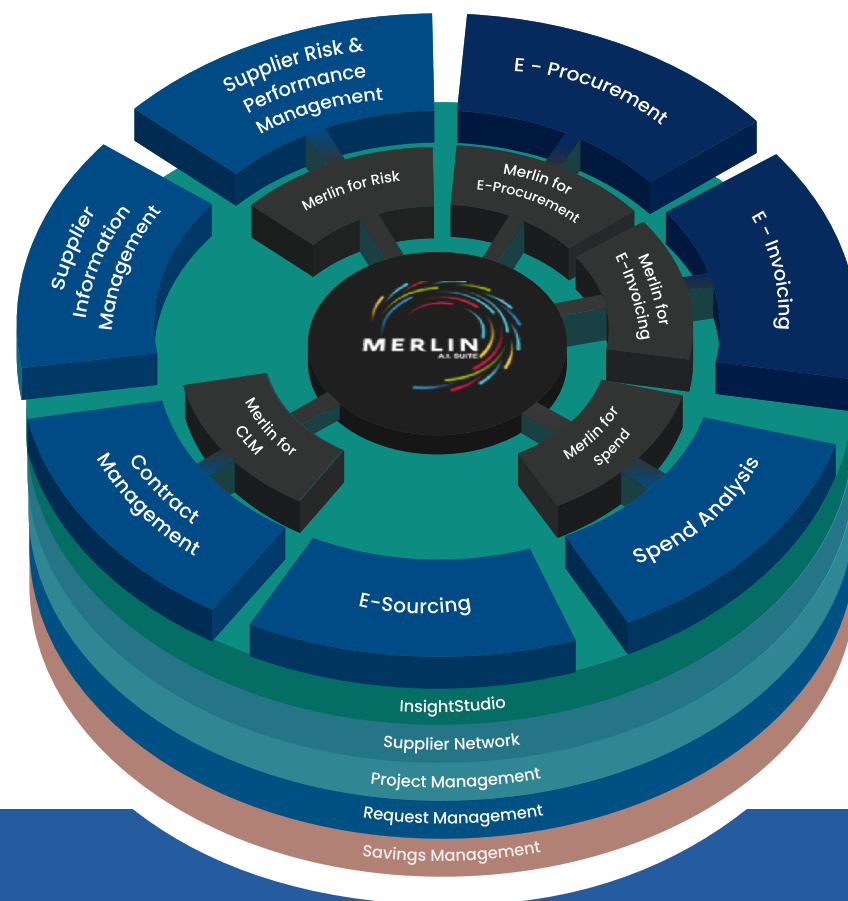 Supplier Risk &
Performance
Management
E - Procurement
Supplier
Information
Management
Merlin for Risk
Merlin for
E-Procurement
E - Invoicing
Merlin for
E-Invoicing
MERLIN
A.I. SUITE
Merlin for
CLM
Merlin for
Spend
Contract
Management
Spend Analysis
E-Sourcing
InsightStudio
Supplier Network
Project Management
Request Management
Savings Management